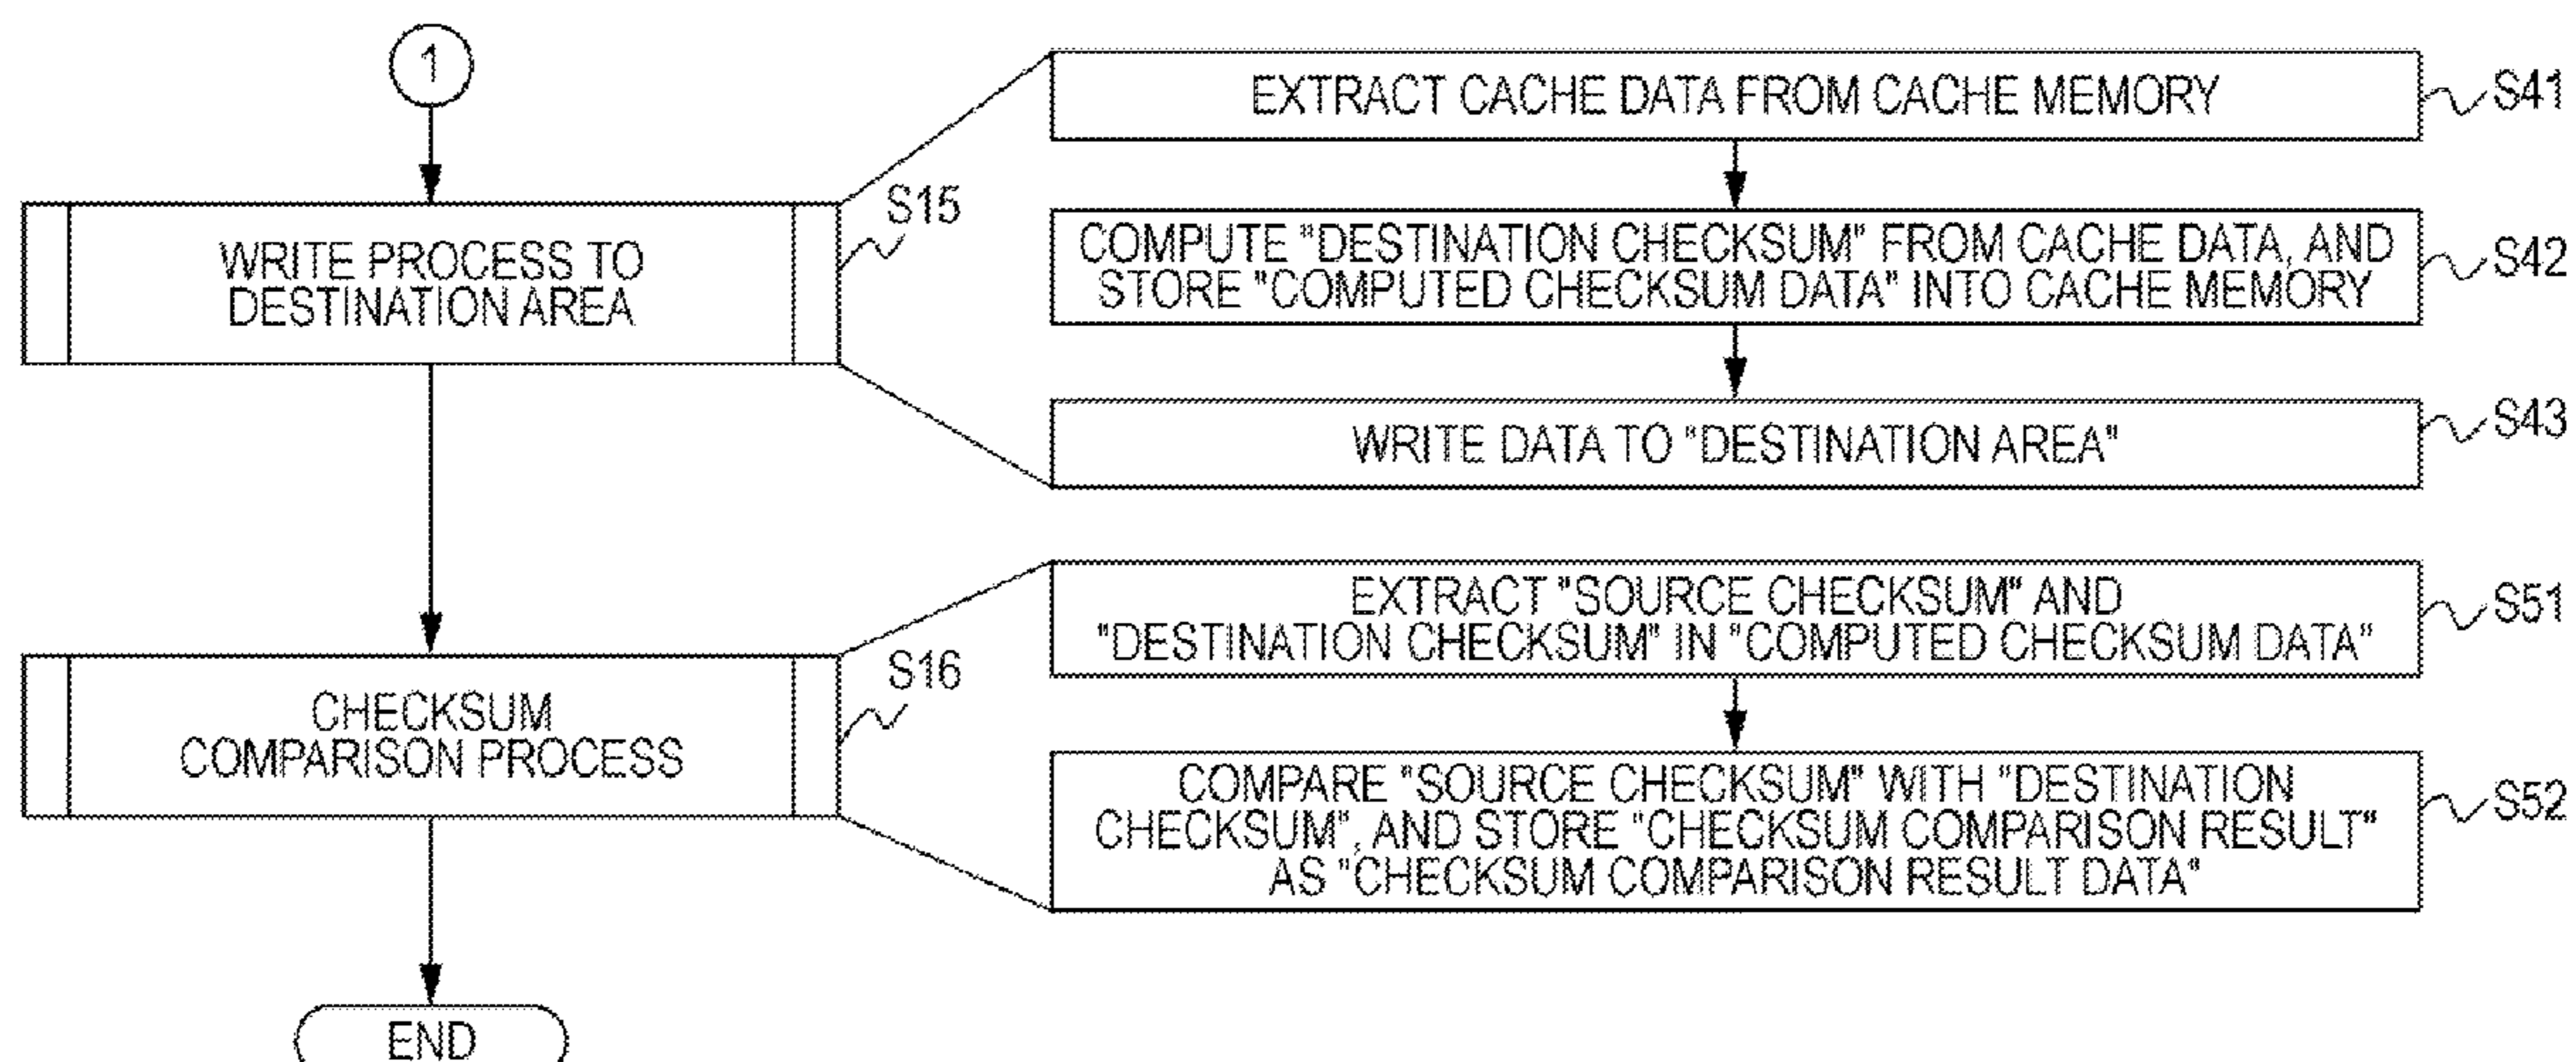 1
WRITE PROCESS TO
DESTINATION AREA
S15
EXTRACT CACHE DATA FROM CACHE MEMORY
S41
COMPUTE "DESTINATION CHECKSUM" FROM CACHE DATA, AND
STORE "COMPUTED CHECKSUM DATA" INTO CACHE MEMORY
S42
WRITE DATA TO "DESTINATION AREA"
S43
CHECKSUM
COMPARISON PROCESS
S16
EXTRACT "SOURCE CHECKSUM" AND
"DESTINATION CHECKSUM" IN "COMPUTED CHECKSUM DATA"
S51
COMPARE "SOURCE CHECKSUM" WITH "DESTINATION
CHECKSUM", AND STORE "CHECKSUM COMPARISON RESULT"
AS "CHECKSUM COMPARISON RESULT DATA"
S52
END